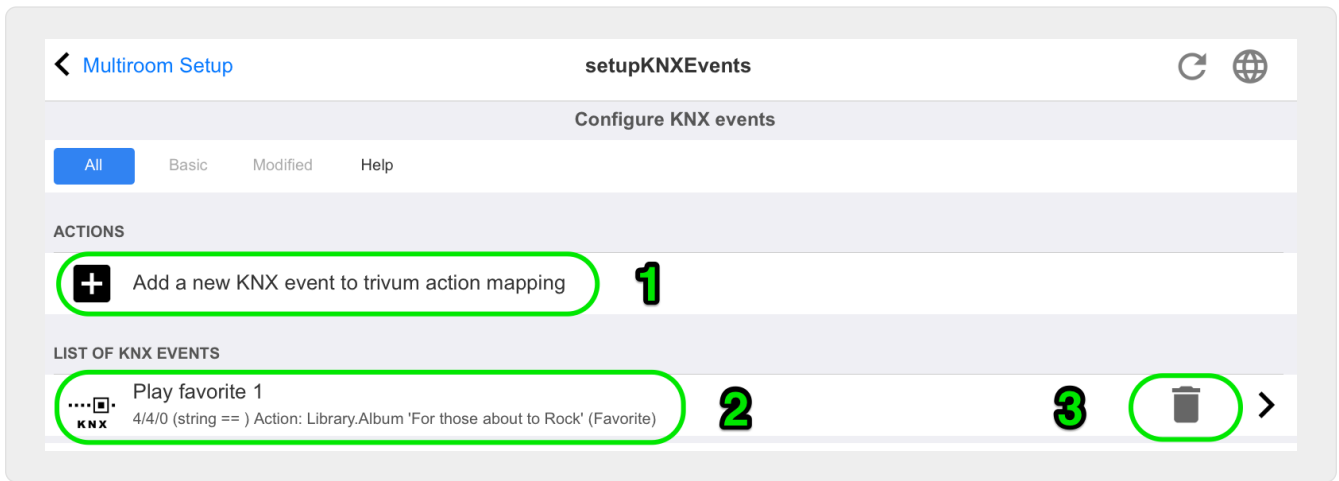 Multiroom Setup
setupKNXEvents
Configure KNX events
All Basic Modified Help
ACTIONS
Add a new KNX event to trivum action mapping
1
LIST OF KNX EVENTS
Play favorite 1
KNX
4/4/0 (string == ) Action: Library.Album 'For those about to Rock' (Favorite)
2
3